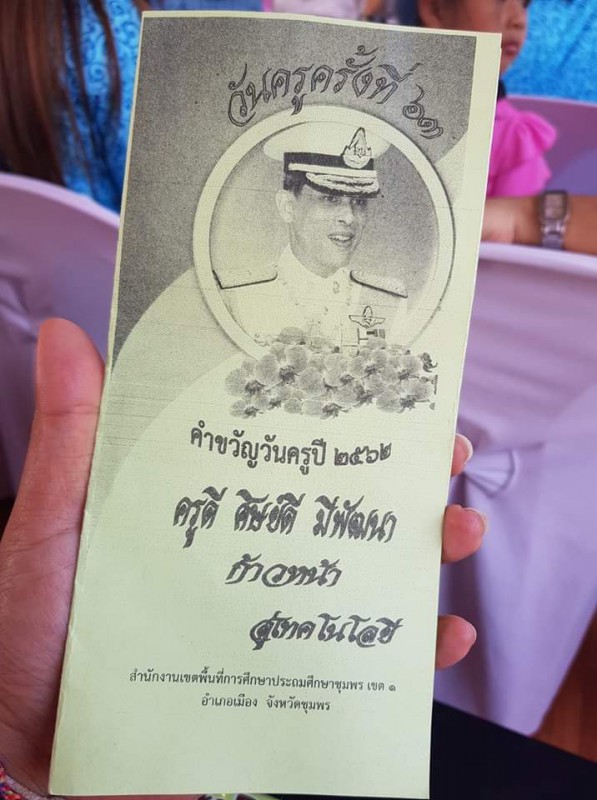 วันครูครั้งที่ ๖๓
คำขวัญวันครูปี ๒๕๖๒
ครูดี ศิษย์ดี มีพัฒนา
ก้าวหน้า
สู่เทคโนโลยี
สำนักงานเขตพื้นที่การศึกษาประถมศึกษาชุมพร เขต ๑
อำเภอเมือง จังหวัดชุมพร